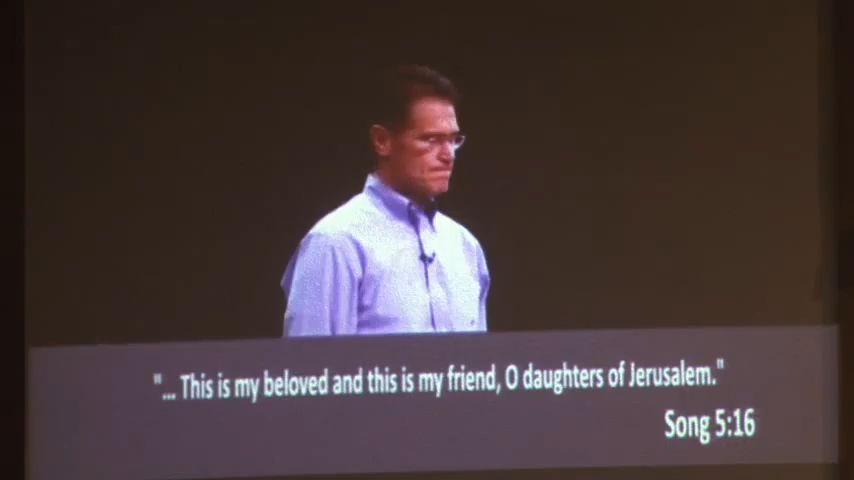 "... This is my beloved and this is my friend, O daughters of Jerusalem."
Song 5:16